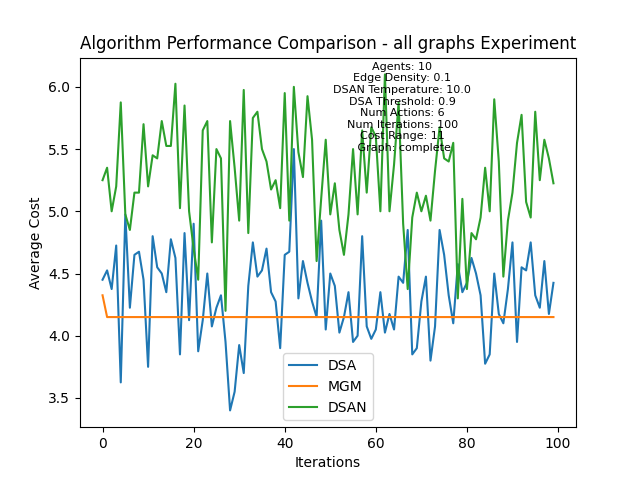 Algorithm Performance Comparison - all graphs Experiment
Agents: 10
Edge Density: 0.1
DSAN Temperature: 10.0
DSA Threshold: 0.9
Num Actions: 6
Num Iterations: 100
Cost Range: 11
Graph: complete
Average Cost
6.0
5.5
5.0
4.5
4.0
3.5
DSA
MGM
DSAN
0 20 40 60 80 100
Iterations